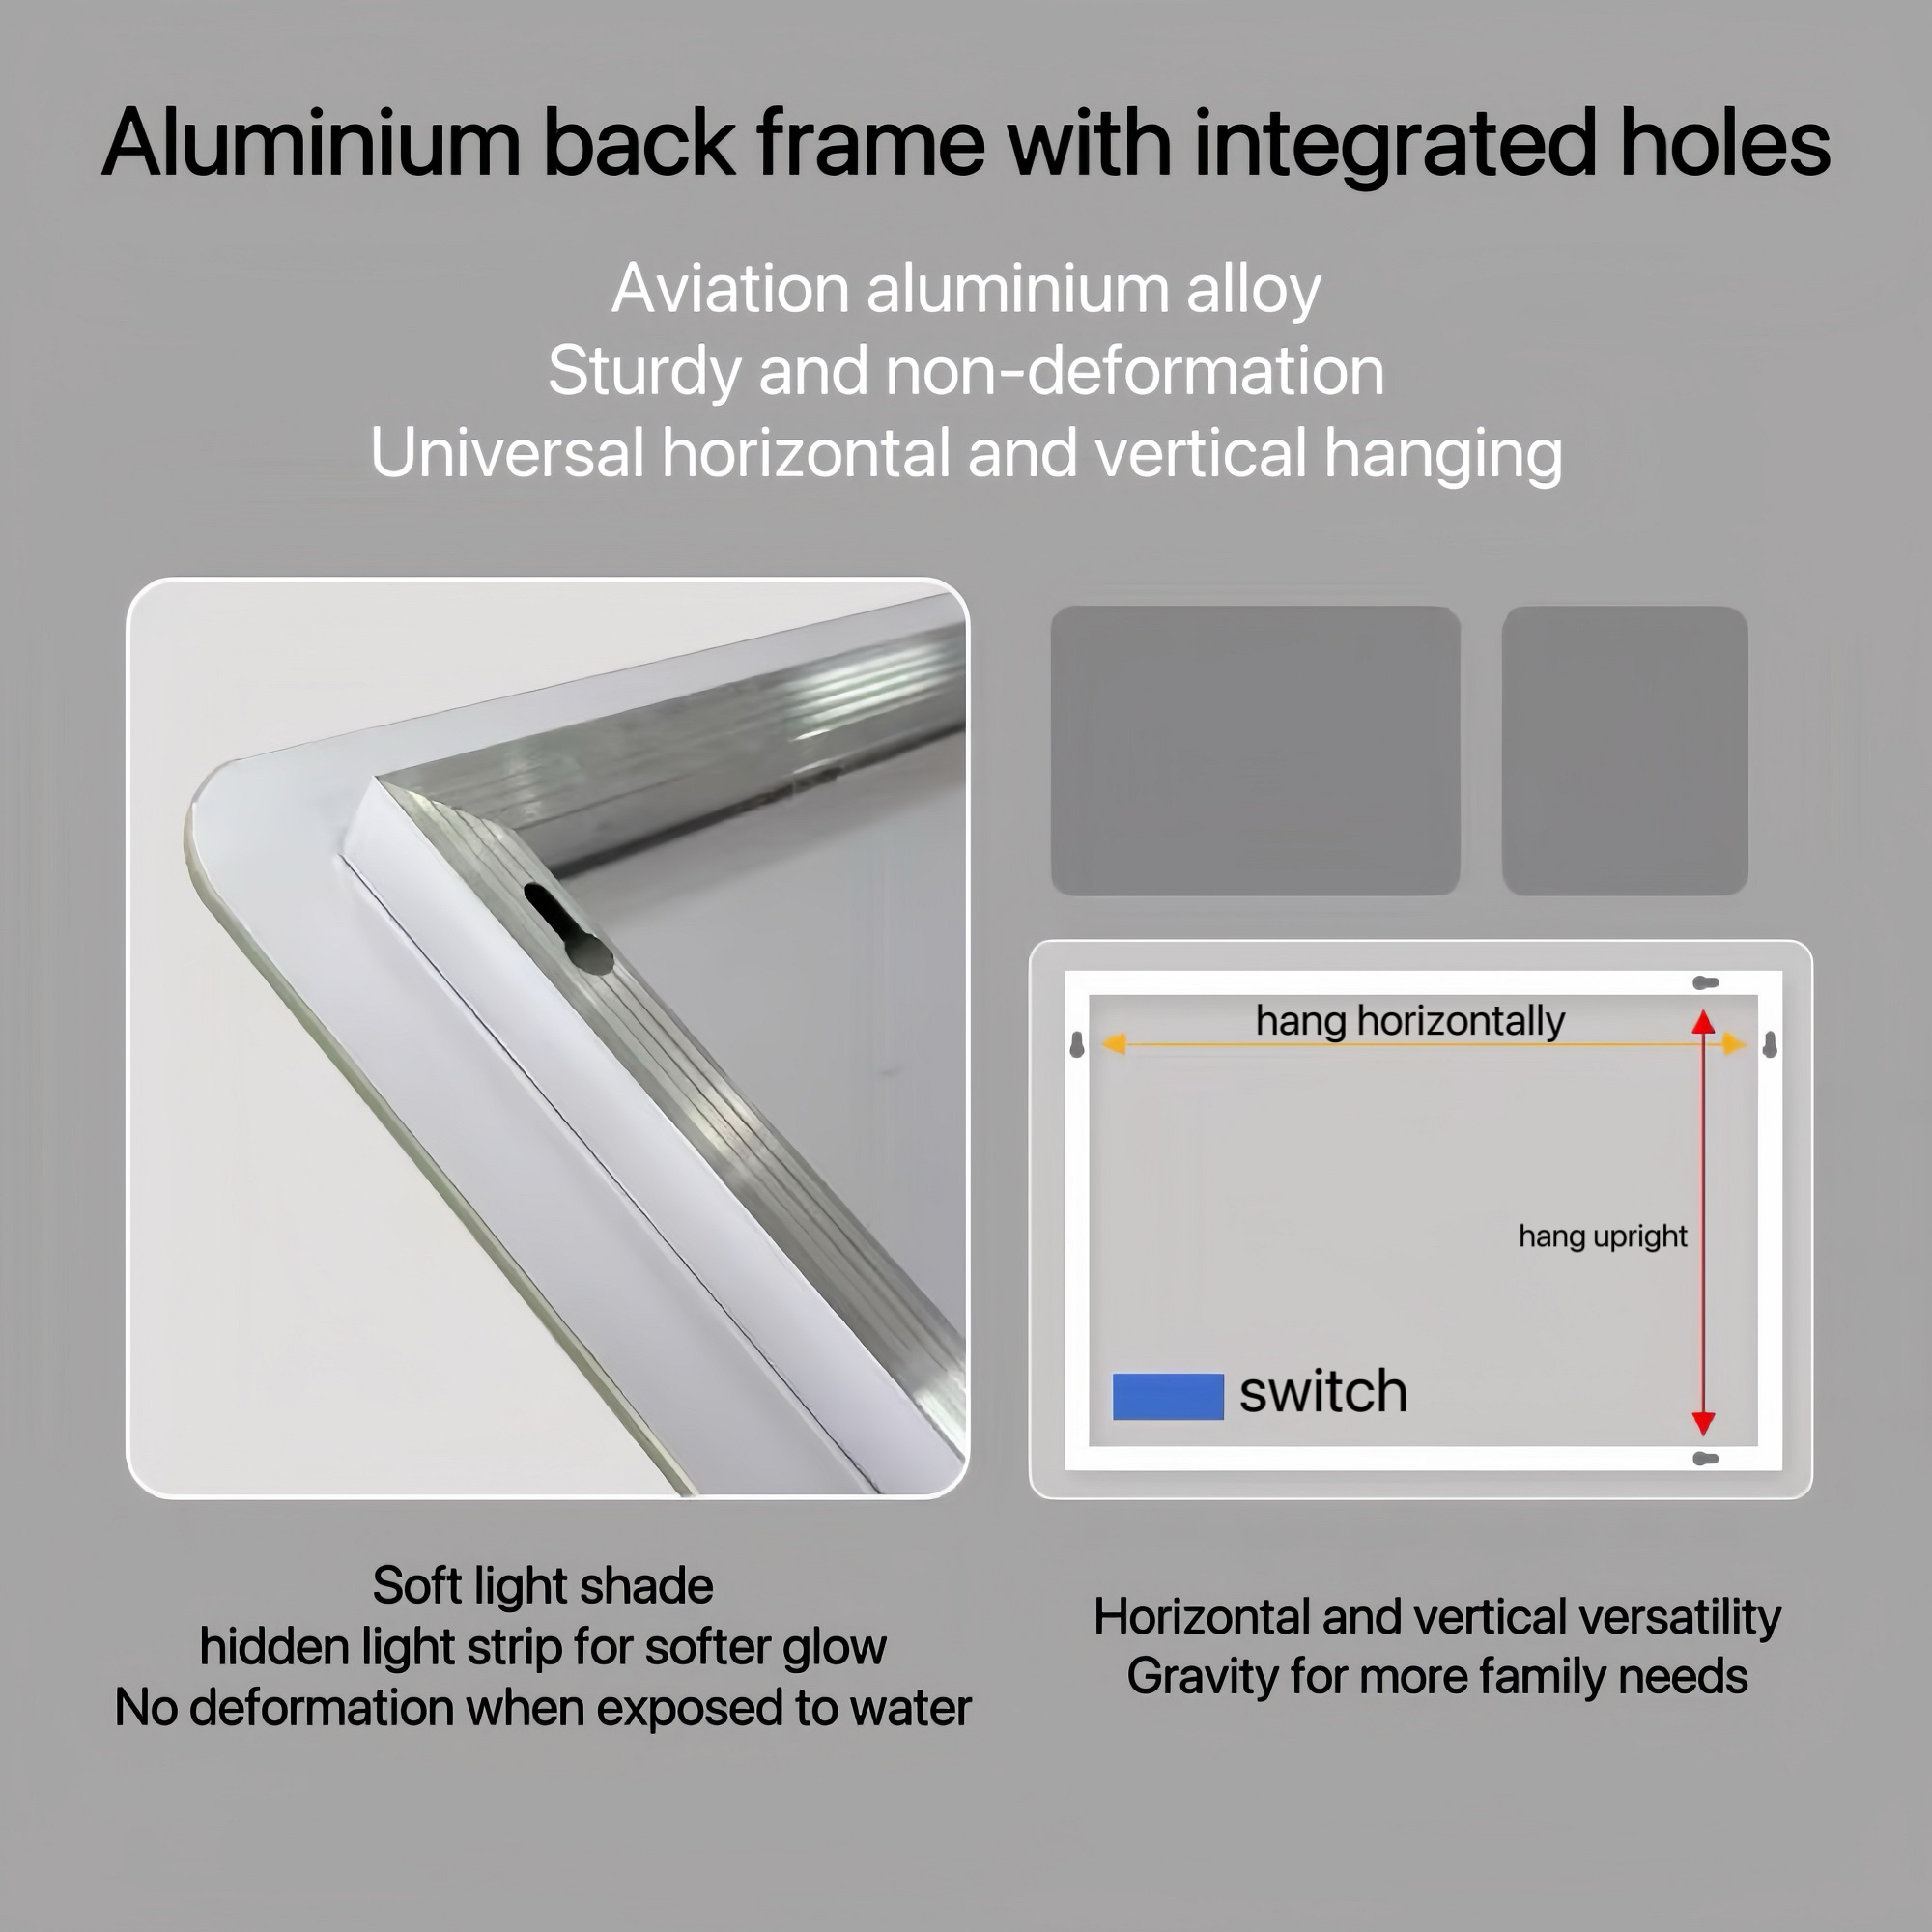 Aluminium back frame with integrated holes
Aviation aluminium alloy
Sturdy and non-deformation
Universal horizontal and vertical hanging
hang horizontally
hang upright
switch
Soft light shade
hidden light strip for softer glow
No deformation when exposed to water
Horizontal and vertical versatility
Gravity for more family needs